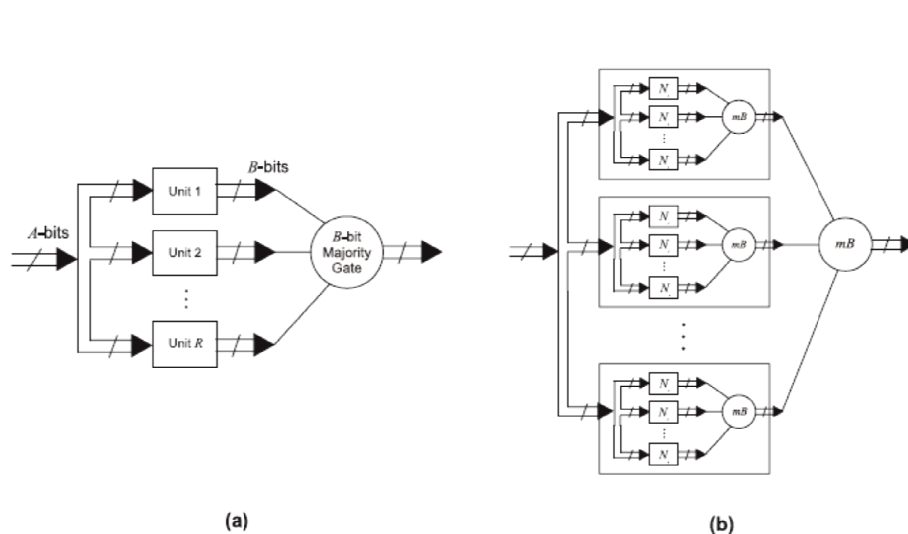 A-bits
B-bits
Unit 1
Unit 2
Unit R
B-bit
Majority
Gate
(a)
N
N
N
mB
N
N
N
mB
N
N
N
mB
mB
(b)